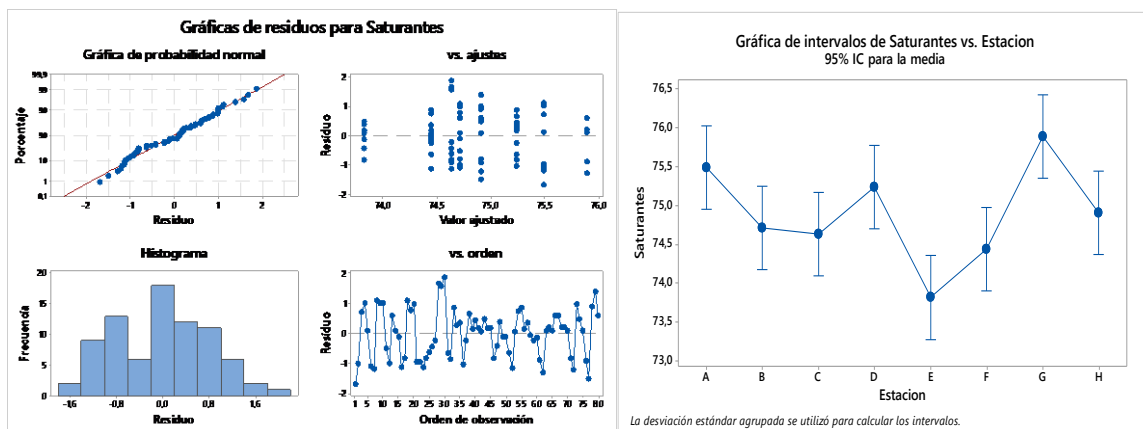 Gráficas de residuos para Saturantes
Gráfica de probabilidad normal
99,9
99
90
50
10
1
0,1
Porcentaje
-2
-1
0
1
2
Residuo
vs. ajustes
2
1
0
-1
-2
Residuo
74,0
74,5
75,0
75,5
76,0
Valor ajustado
Histograma
20
15
10
5
0
Frecuencia
-1,6
-0,8
0,0
0,8
1,6
Residuo
vs. orden
2
1
0
-1
-2
Residuo
1 5 10 15 20 25 30 35 40 45 50 55 60 65 70 75 80
Orden de observación
Gráfica de intervalos de Saturantes vs. Estacion
95% IC para la media
76,0
75,5
75,0
74,5
74,0
73,5
73,0
Saturantes
A B C D E F G H
Estacion
La desviación estándar agrupada se utilizó para calcular los intervalos.